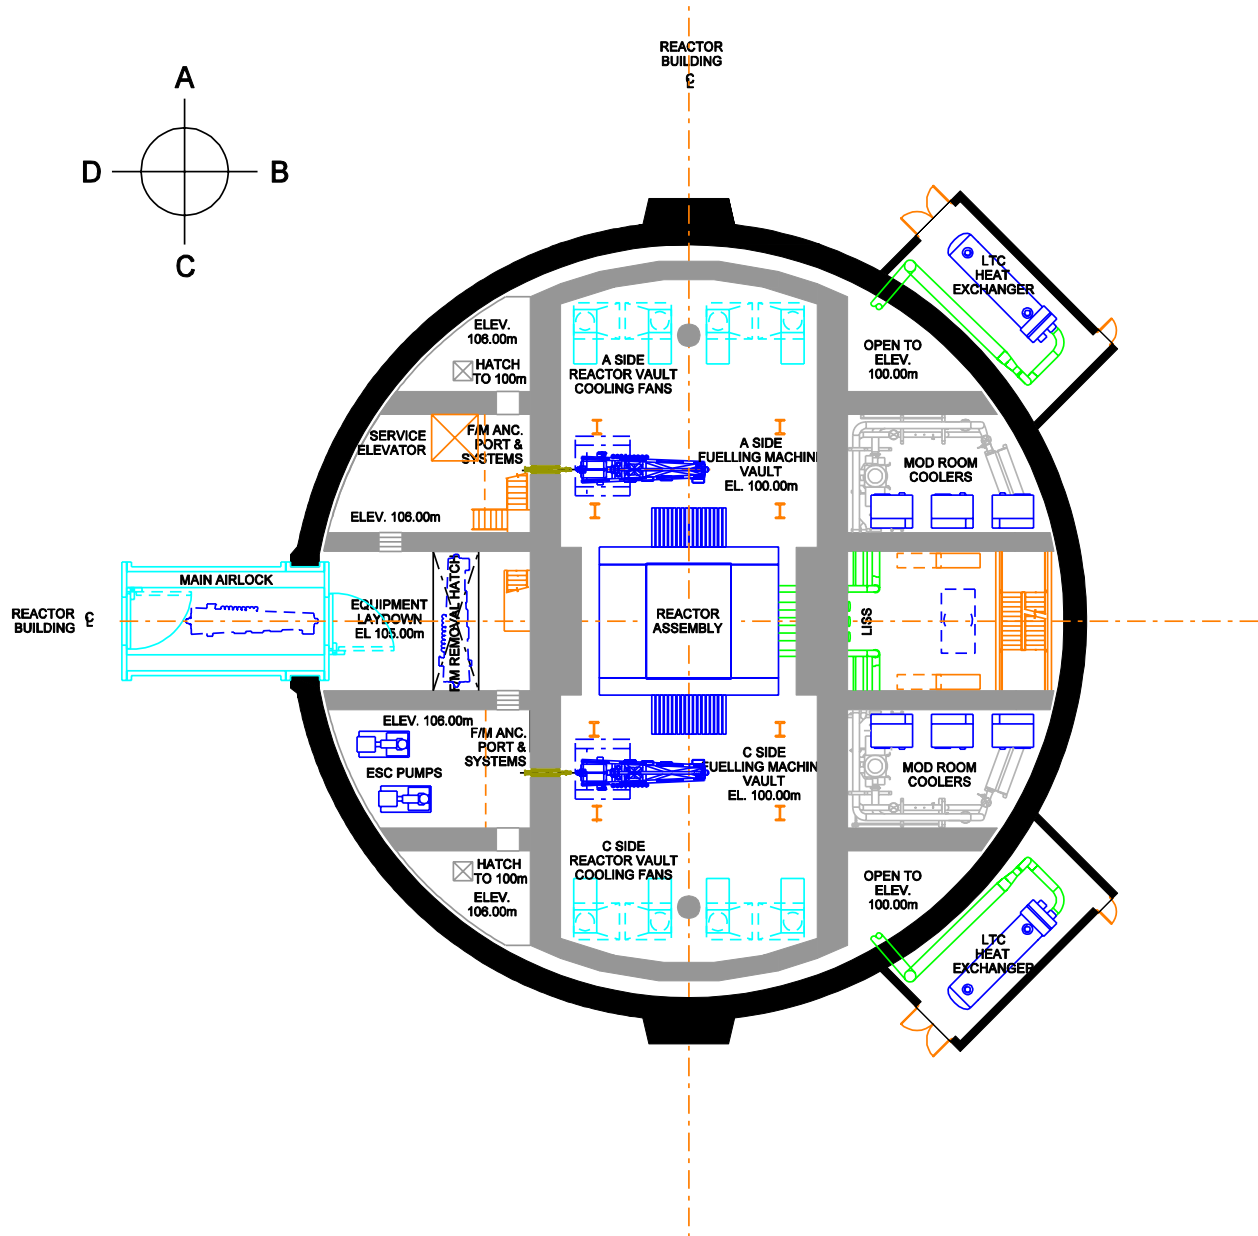 REACTOR
BUILDING
℄
A
D
B
C
LTC
HEAT
EXCHANGER
ELEV.
106.00m
HATCH
TO 100m
A SIDE
REACTOR VAULT
COOLING FANS
OPEN TO
ELEV.
100.00m
SERVICE
ELEVATOR
F/M ANC.
PORT &
SYSTEMS
A SIDE
FUELLING MACHIN
VAULT
EL. 100.00m
MOD ROOM
COOLERS
ELEV. 106.00m
MAIN AIRLOCK
REACTOR
BUILDING
℄
EQUIPMENT
LAYDOWN
EL 105.00m
F/M REMOVAL HATCH
REACTOR
ASSEMBLY
LISS
ELEV. 106.00m
F/M ANC.
PORT &
SYSTEMS
ESC PUMPS
C SIDE
FUELLING MACHIN
VAULT
EL. 100.00m
MOD ROOM
COOLERS
C SIDE
REACTOR VAULT
COOLING FANS
HATCH
TO 100m
ELEV.
106.00m
OPEN TO
ELEV.
100.00m
LTC
HEAT
EXCHANGER